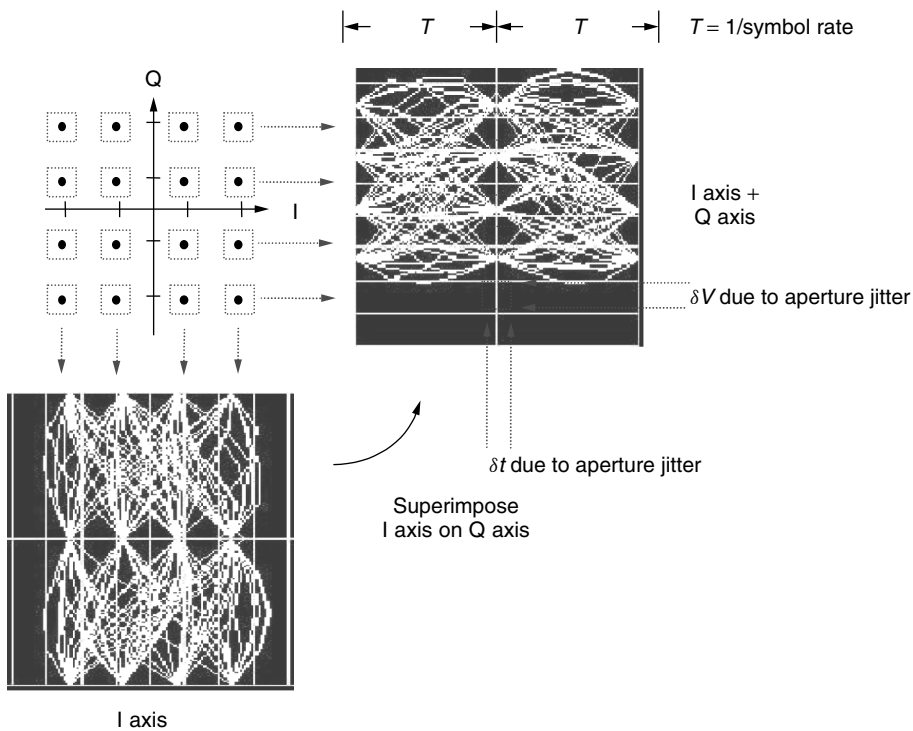 T
T
T = 1/symbol rate
Q
I
I axis +
Q axis
δV due to aperture jitter
δt due to aperture jitter
Superimpose
I axis on Q axis
I axis